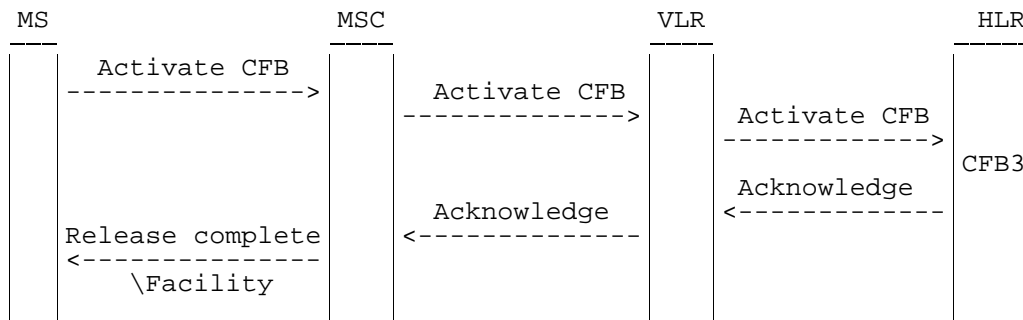 MS MSC VLR HLR
Activate CFB
Activate CFB
Activate CFB
CFB3
Acknowledge
Acknowledge
Release complete
\Facility